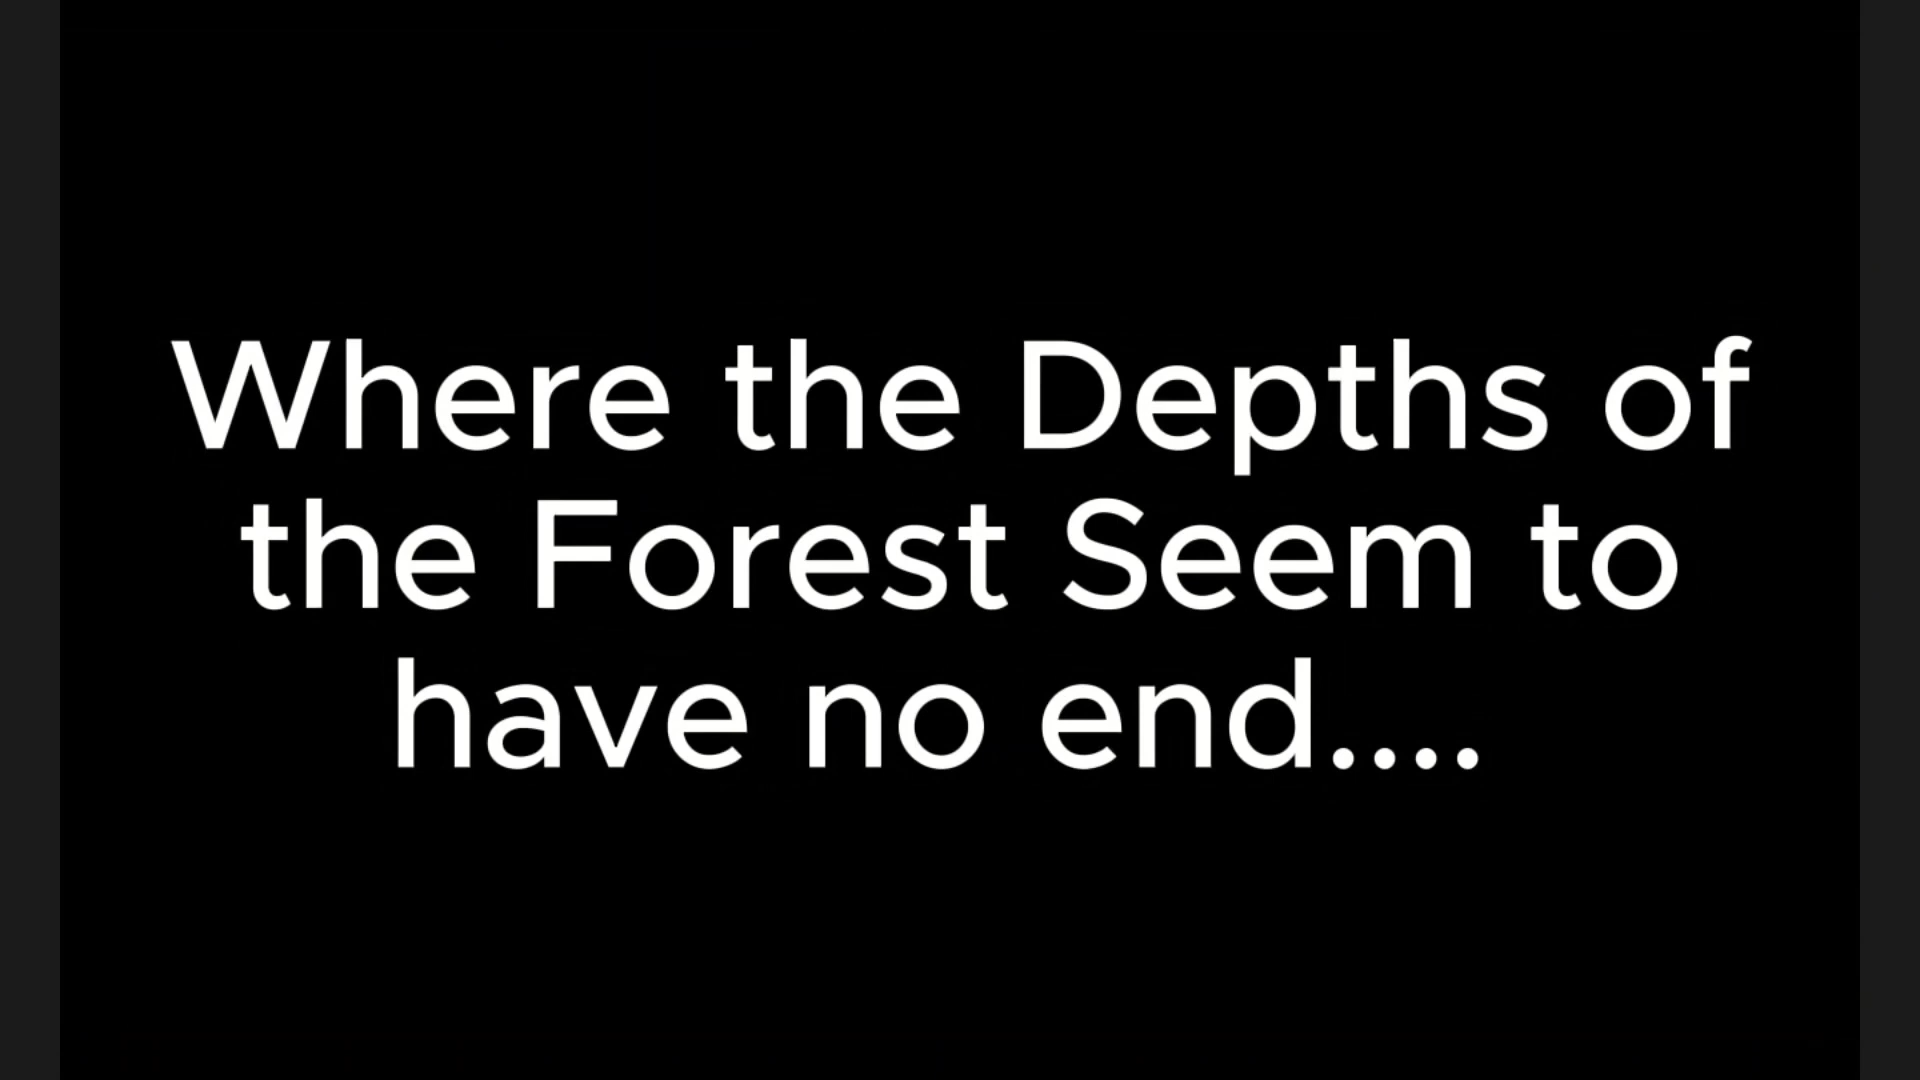 Where the Depths of
the Forest Seem to
have no end....